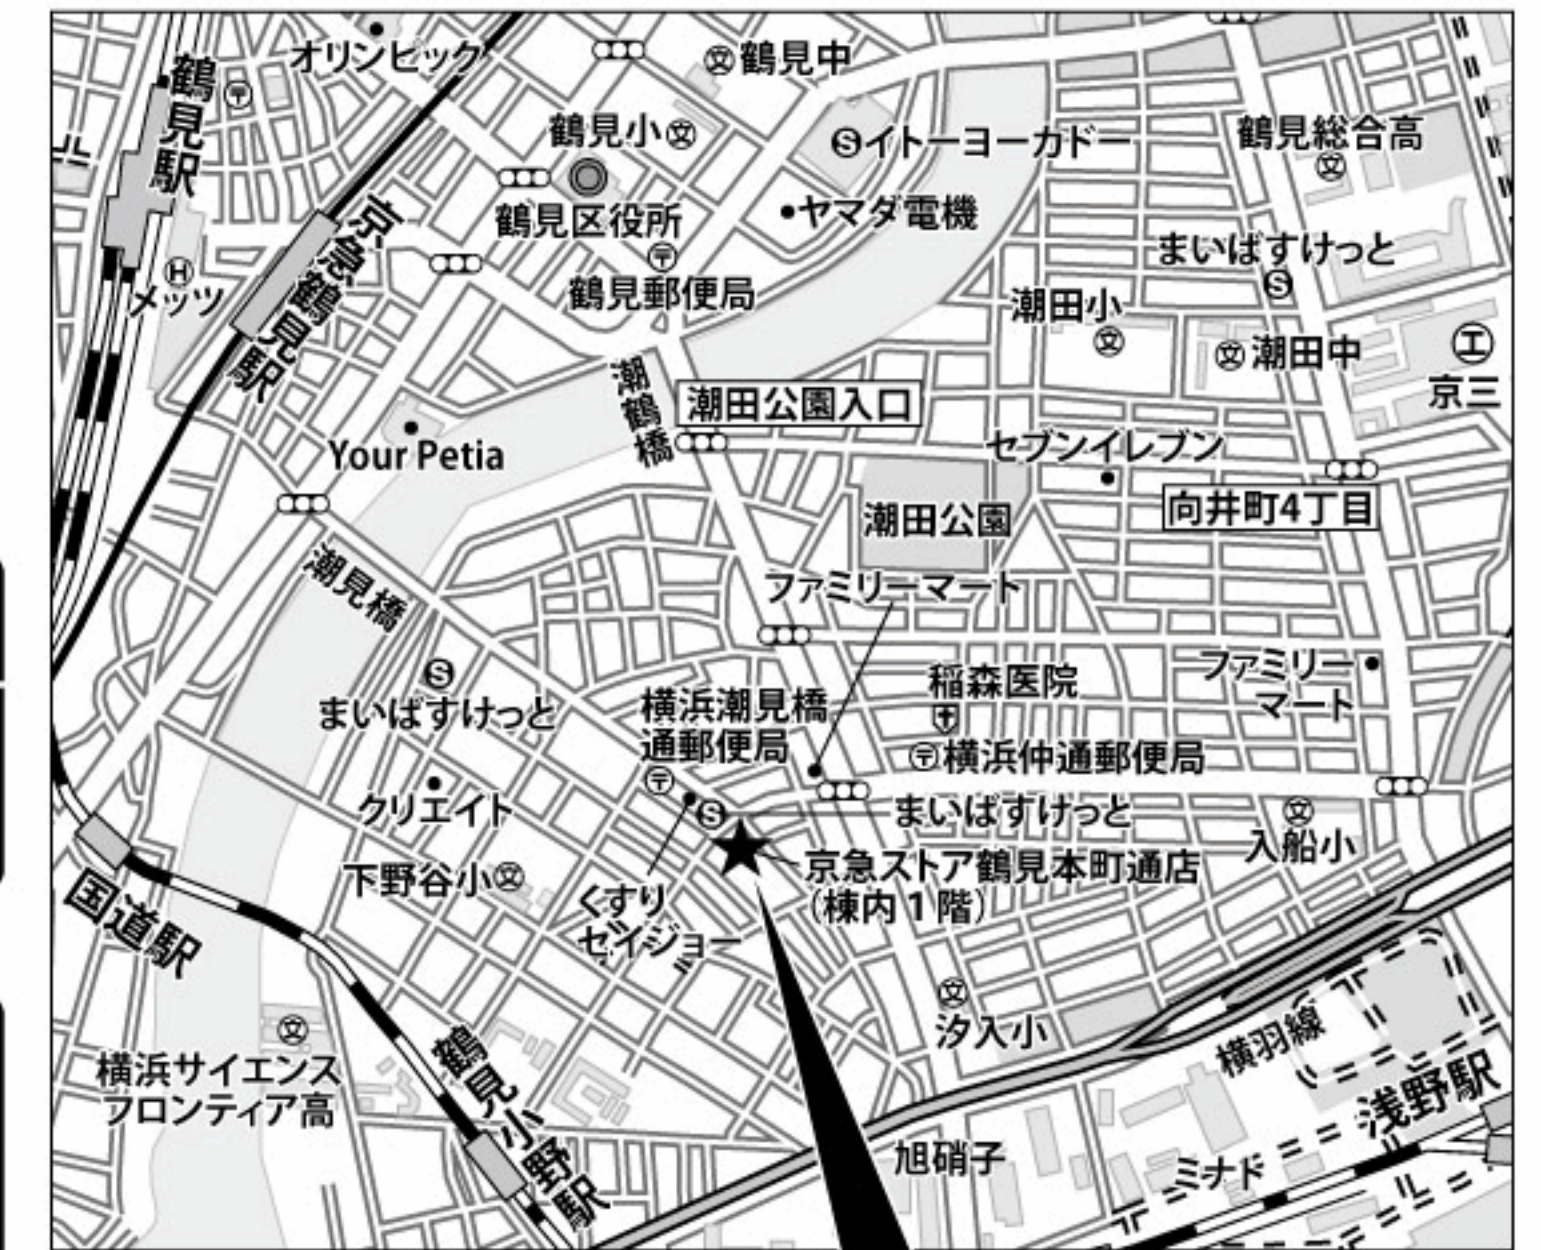 オリンピック
鶴見中
鶴見駅
〒
鶴見小
イトーヨーカドー
鶴見総合高
鶴見区役所
ヤマダ電機
京急鶴見駅
まいばすけっと
メッツ
鶴見郵便局
潮田小
潮田中
京三
潮鶴橋
潮田公園入口
Your Petia
セブンイレブン
潮田公園
向井町4丁目
潮見橋
ファミリーマート
稲森医院
ファミリー
マート
まいばすけっと
横浜潮見橋
通郵便局
横浜仲通郵便局
クリエイト
まいばすけっと
入船小
下野谷小
京急ストア鶴見本町通店
(棟内1階)
国道駅
くすり
セイジョー
汐入小
横羽線
横浜サイエンス
フロンティア高
浅野駅
鶴見小野駅
旭硝子
ミナド